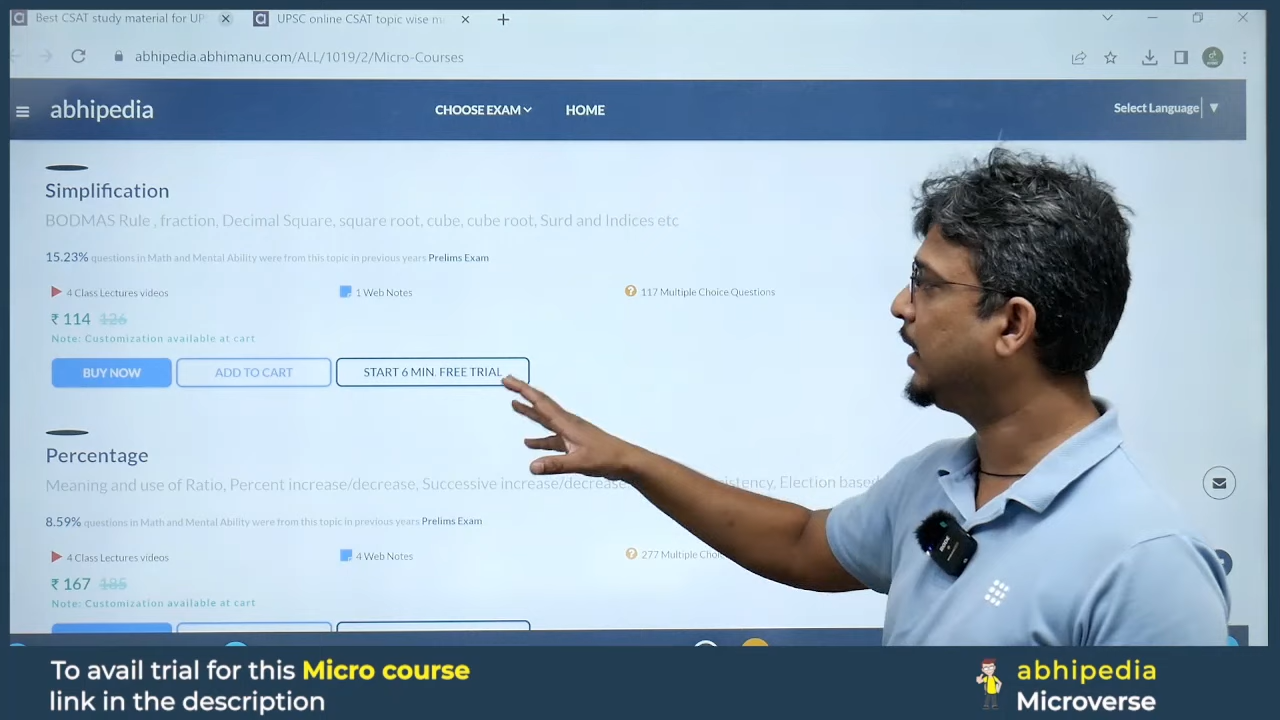 Best CSAT study material for UP
UPSC online CSAT topic wise
abhipedia.abhimanu.com/ALL/1019/2/Micro-Courses
abhipedia
CHOOSE EXAM
HOME
Select Language
Simplification
BODMAS Rule , fraction, Decimal Square, square root, cube, cube root, Surd and Indices etc
15.23% questions in Math and Mental Ability were from this topic in previous years Prelims Exam
4 Class Lectures videos
1 Web Notes
117 Multiple Choice Questions
₹ 114 126
Note: Customization available at cart
BUY NOW
ADD TO CART
START 6 MIN. FREE TRIAL
Percentage
Meaning and use of Ratio, Percent increase/decrease, Successive increase/decrease
Election based
8.59% questions in Math and Mental Ability were from this topic in previous years Prelims Exam
4 Class Lectures videos
4 Web Notes
277 Multiple
₹ 167 185
Note: Customization available at cart
To avail trial for this Micro course
link in the description
abhipedia
Microverse